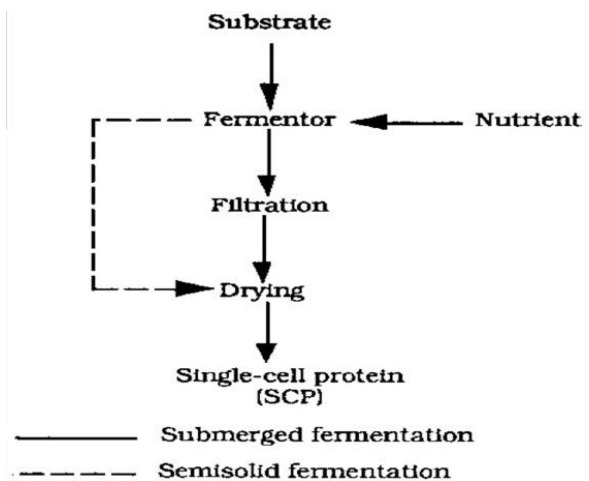 Substrate
Fermentor
Nutrient
Filtration
Drying
Single-cell protein
(SCP)
Submerged fermentation
Semisolid fermentation